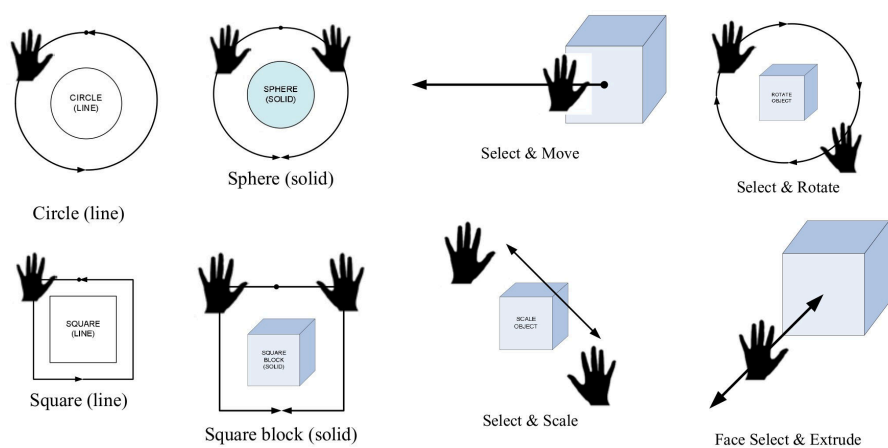 CIRCLE
(LINE)
Circle (line)
SPHERE
(SOLID)
Sphere (solid)
Select & Move
ROTATE
OBJECT
Select & Rotate
SQUARE
(LINE)
Square (line)
SQUARE
BLOCK
(SOLID)
Square block (solid)
SCALE
OBJECT
Select & Scale
Face Select & Extrude